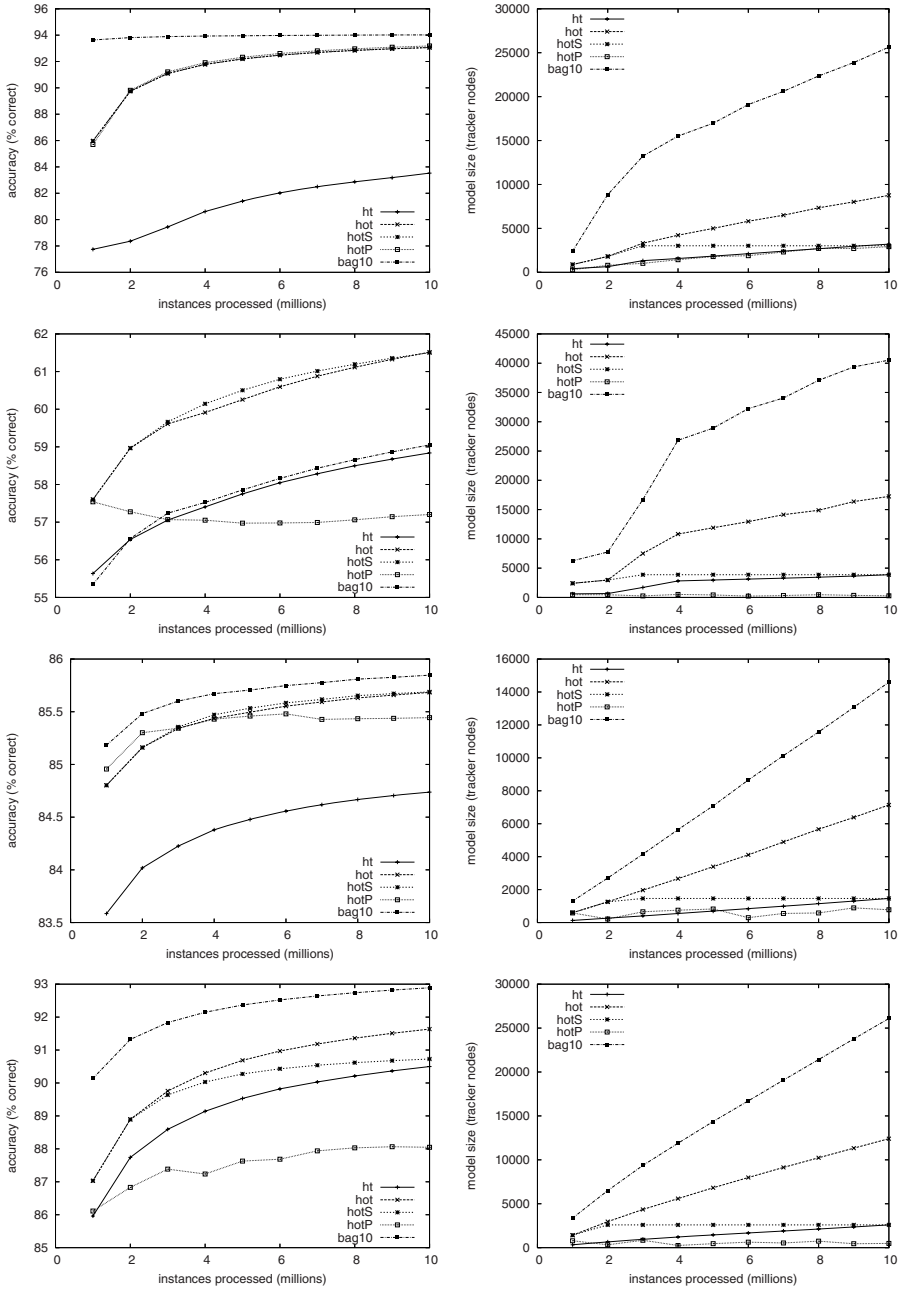 96
94
92
90
88
86
84
82
80
78
76
accuracy (% correct)
ht
hot
hotS
hotP
bag10
0 2 4 6 8 10
instances processed (millions)
30000
25000
20000
15000
10000
5000
0
model size (tracker nodes)
ht
hot
hotS
hotP
bag10
0 2 4 6 8 10
instances processed (millions)
62
61
60
59
58
57
56
55
accuracy (% correct)
ht
hot
hotS
hotP
bag10
0 2 4 6 8 10
instances processed (millions)
45000
40000
35000
30000
25000
20000
15000
10000
5000
0
model size (tracker nodes)
ht
hot
hotS
hotP
bag10
0 2 4 6 8 10
instances processed (millions)
86
85.5
85
84.5
84
83.5
accuracy (% correct)
ht
hot
hotS
hotP
bag10
0 2 4 6 8 10
instances processed (millions)
16000
14000
12000
10000
8000
6000
4000
2000
0
model size (tracker nodes)
ht
hot
hotS
hotP
bag10
0 2 4 6 8 10
instances processed (millions)
93
92
91
90
89
88
87
86
85
accuracy (% correct)
ht
hot
hotS
hotP
bag10
0 2 4 6 8 10
instances processed (millions)
30000
25000
20000
15000
10000
5000
0
model size (tracker nodes)
ht
hot
hotS
hotP
bag10
0 2 4 6 8 10
instances processed (millions)